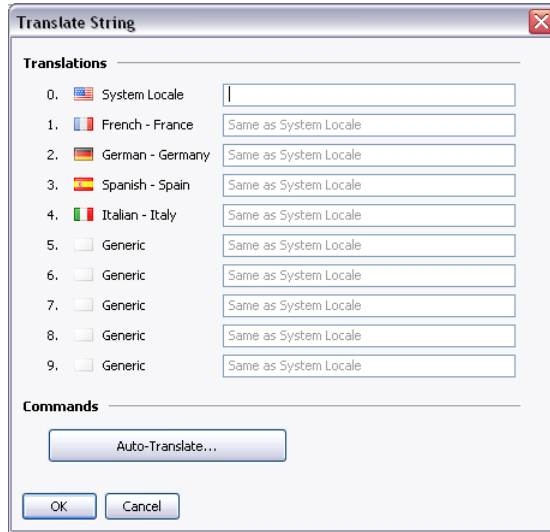 Translate String
Translations
0. System Locale
1. French - France Same as System Locale
2. German - Germany Same as System Locale
3. Spanish - Spain Same as System Locale
4. Italian - Italy Same as System Locale
5. Generic Same as System Locale
6. Generic Same as System Locale
7. Generic Same as System Locale
8. Generic Same as System Locale
9. Generic Same as System Locale
Commands
Auto-Translate...
OK Cancel